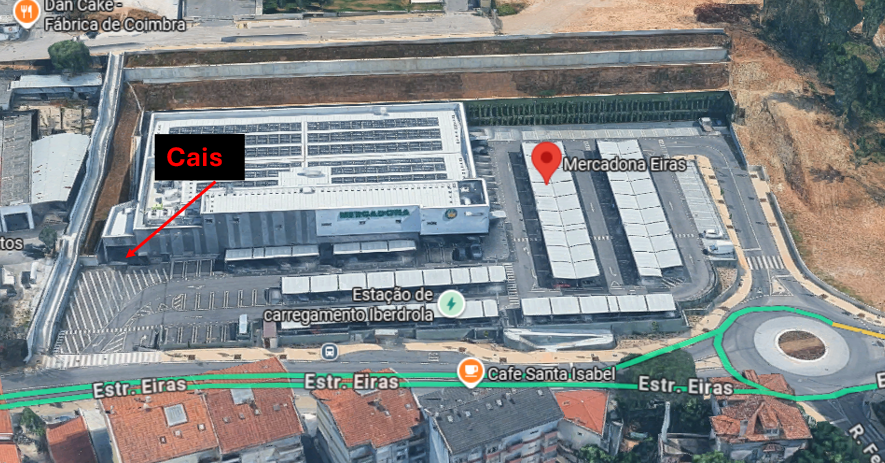 Dan Cake -
Fábrica de Coimbra
Cais
Mercadona Eiras
MERCADONA
tos
Estação de
carregamento Iberdrola
Cafe Santa Isabel
Estr. Eiras
Estr. Eiras
Estr. Eiras
E
R. Fe